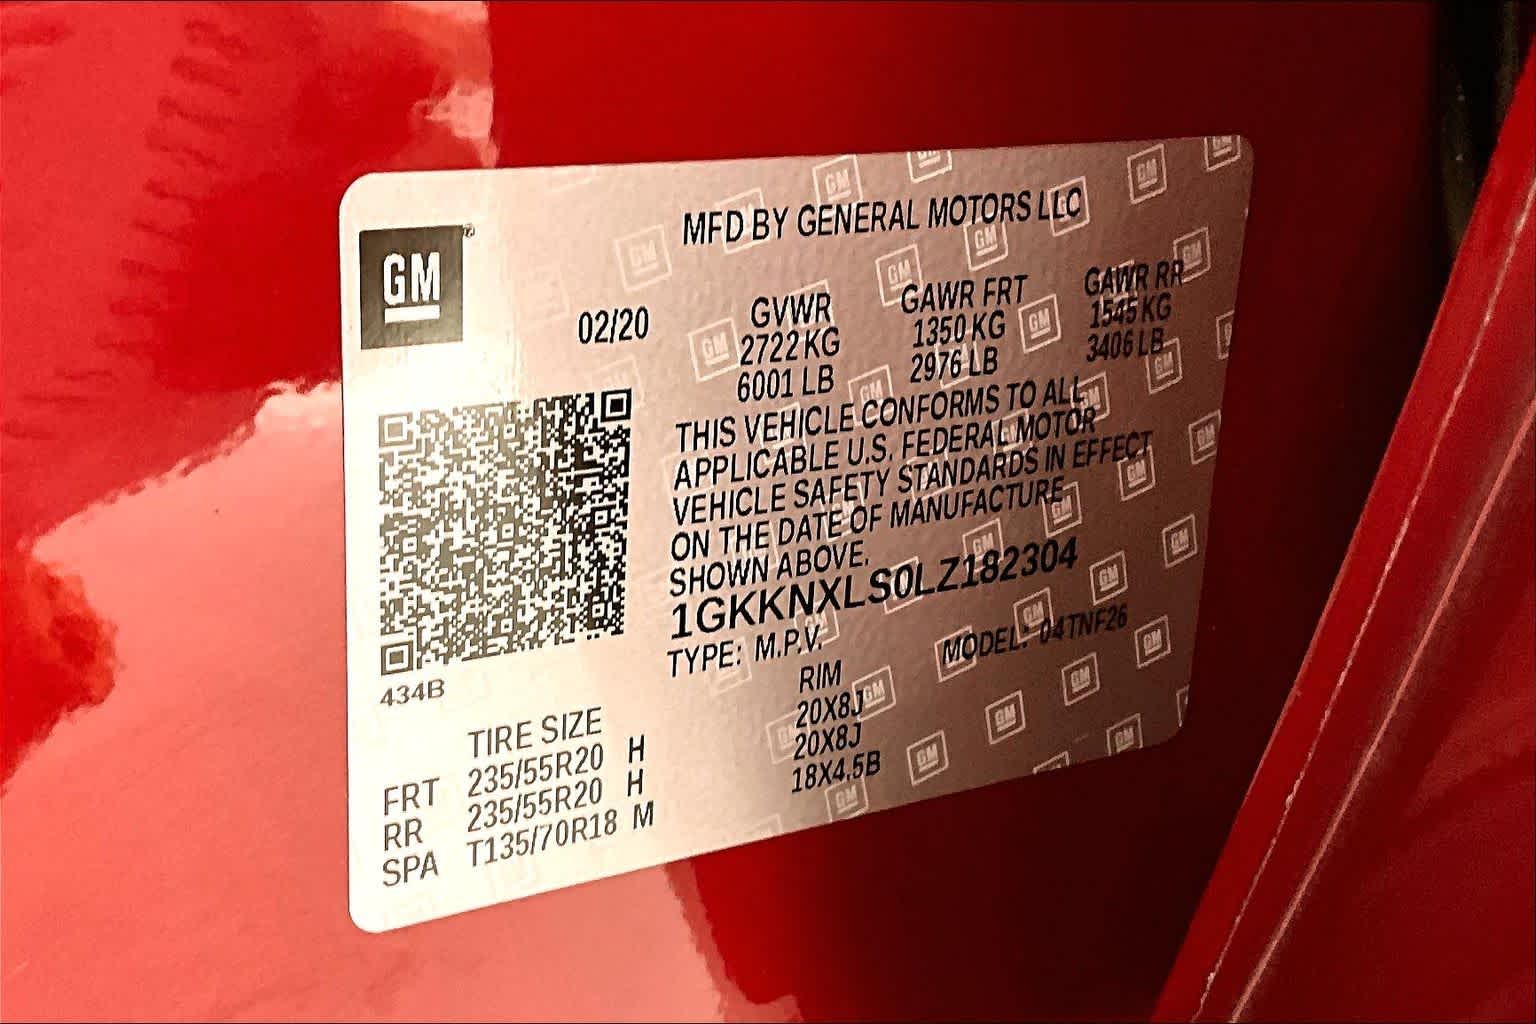 MFD BY GENERAL MOTORS LLC
GM
02/20
GVWR GAWR FRT GAWR RR
2722 KG 1350 KG 1545 KG
6001 LB 2976 LB 3406 LB
THIS VEHICLE CONFORMS TO ALL
APPLICABLE U.S. FEDERAL MOTOR
VEHICLE SAFETY STANDARDS IN EFFECT
ON THE DATE OF MANUFACTURE
SHOWN ABOVE.
1GKKNXLS0LZ182304
TYPE: M.P.V. MODEL: 04TNF26
434B
TIRE SIZE RIM
FRT 235/55R20 H 20X8J
RR 235/55R20 H 20X8J
SPA T135/70R18 M 18X4.5B